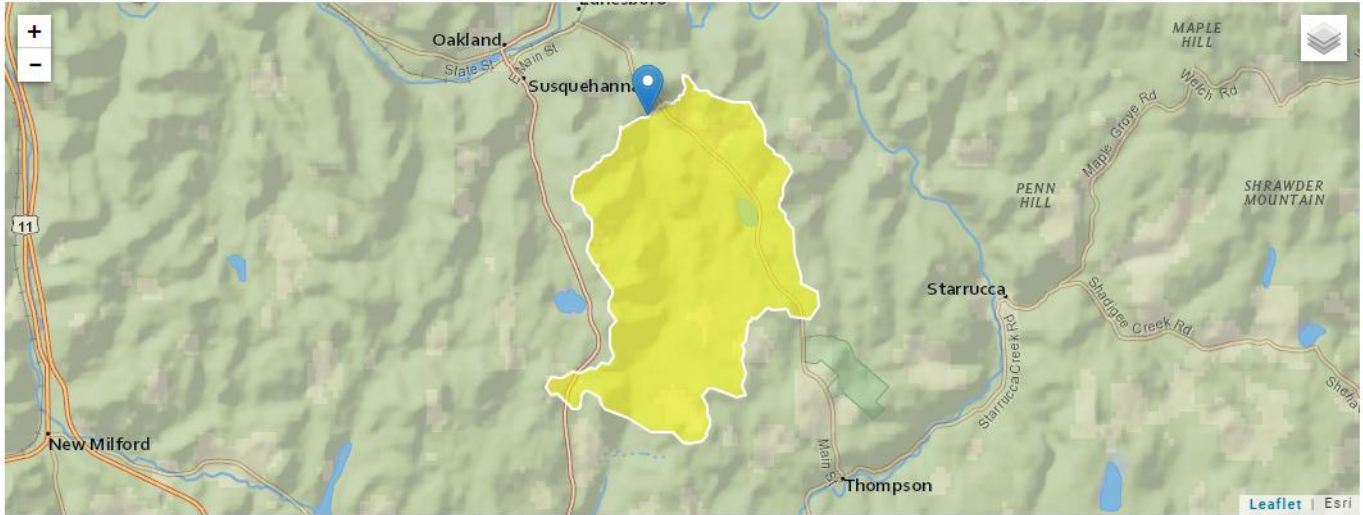 Lanesboro
+
−
Oakland
State St
E Main St
Susquehanna
MAPLE
HILL
Welch Rd
Maple Grove Rd
PENN
HILL
SHRAWDER
MOUNTAIN
11
Starrucca
Shadigee Creek Rd
Starrucca Creek Rd
New Milford
Main St
Thompson
Leaflet | Esri